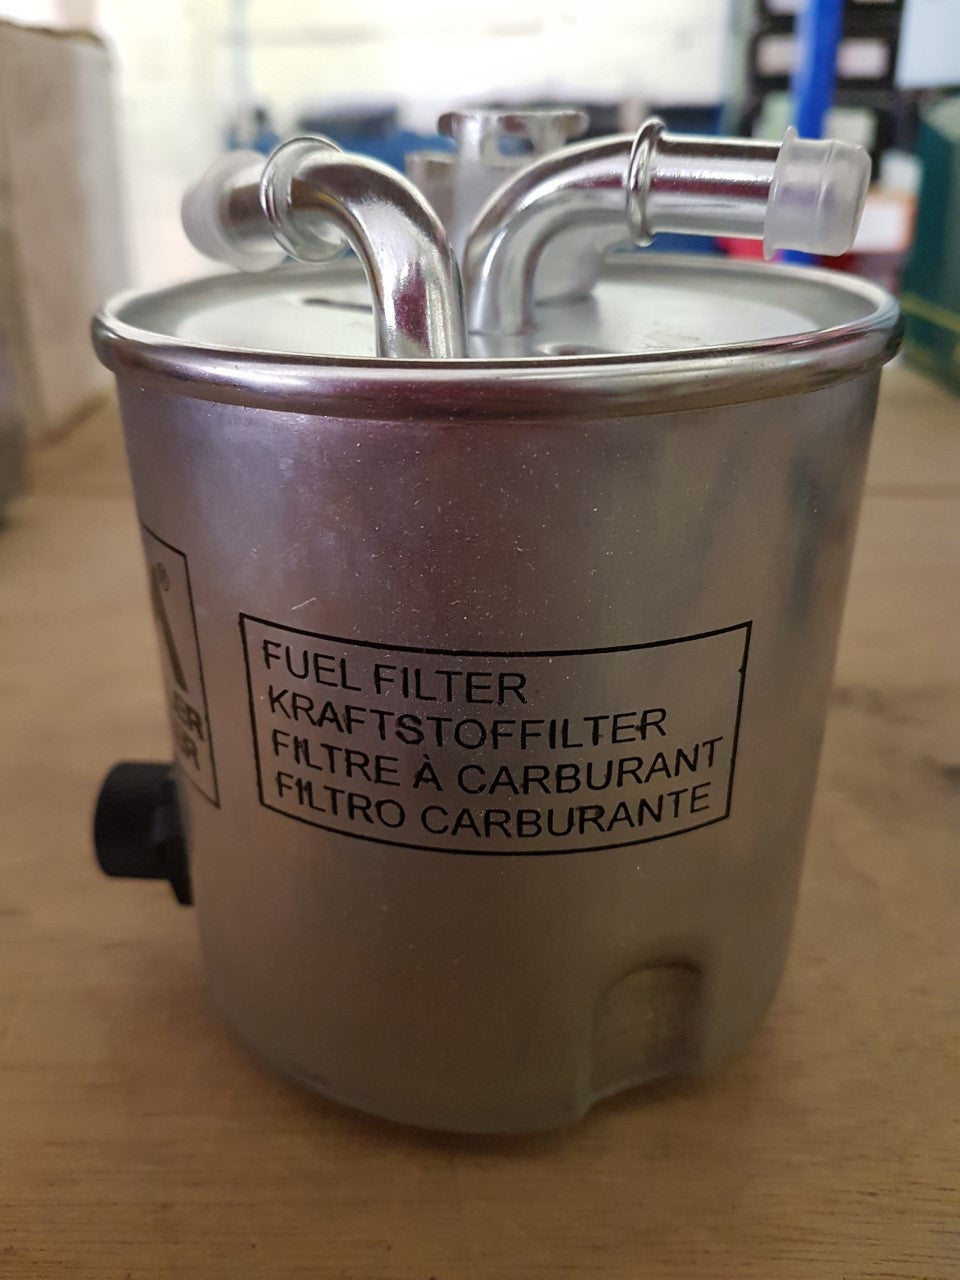 FUEL FILTER
KRAFTSTOFFILTER
FILTRE À CARBURANT
FILTRO CARBURANTE